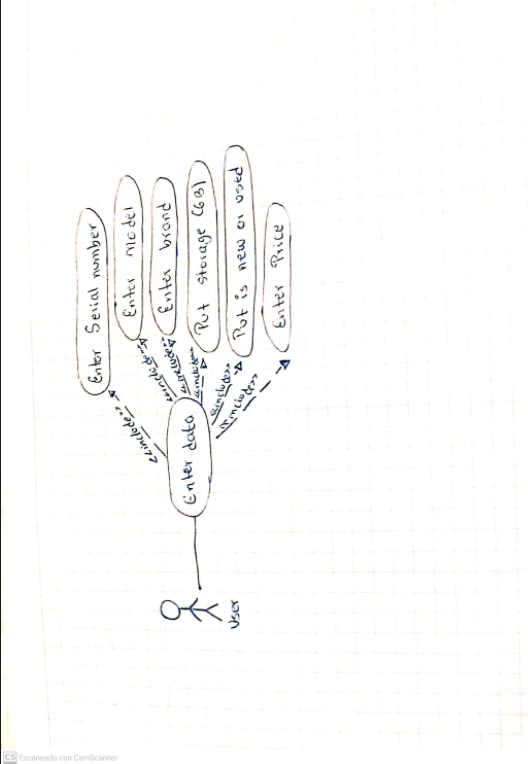 Enter Serial number
Enter model
Enter brand
Put storage (GB)
Put is new or used
Enter Price
<<include>>
<<include>>
<<include>>
<<include>>
<<include>>
<<include>>
Enter data
User
CS Escaneado con CamScanner